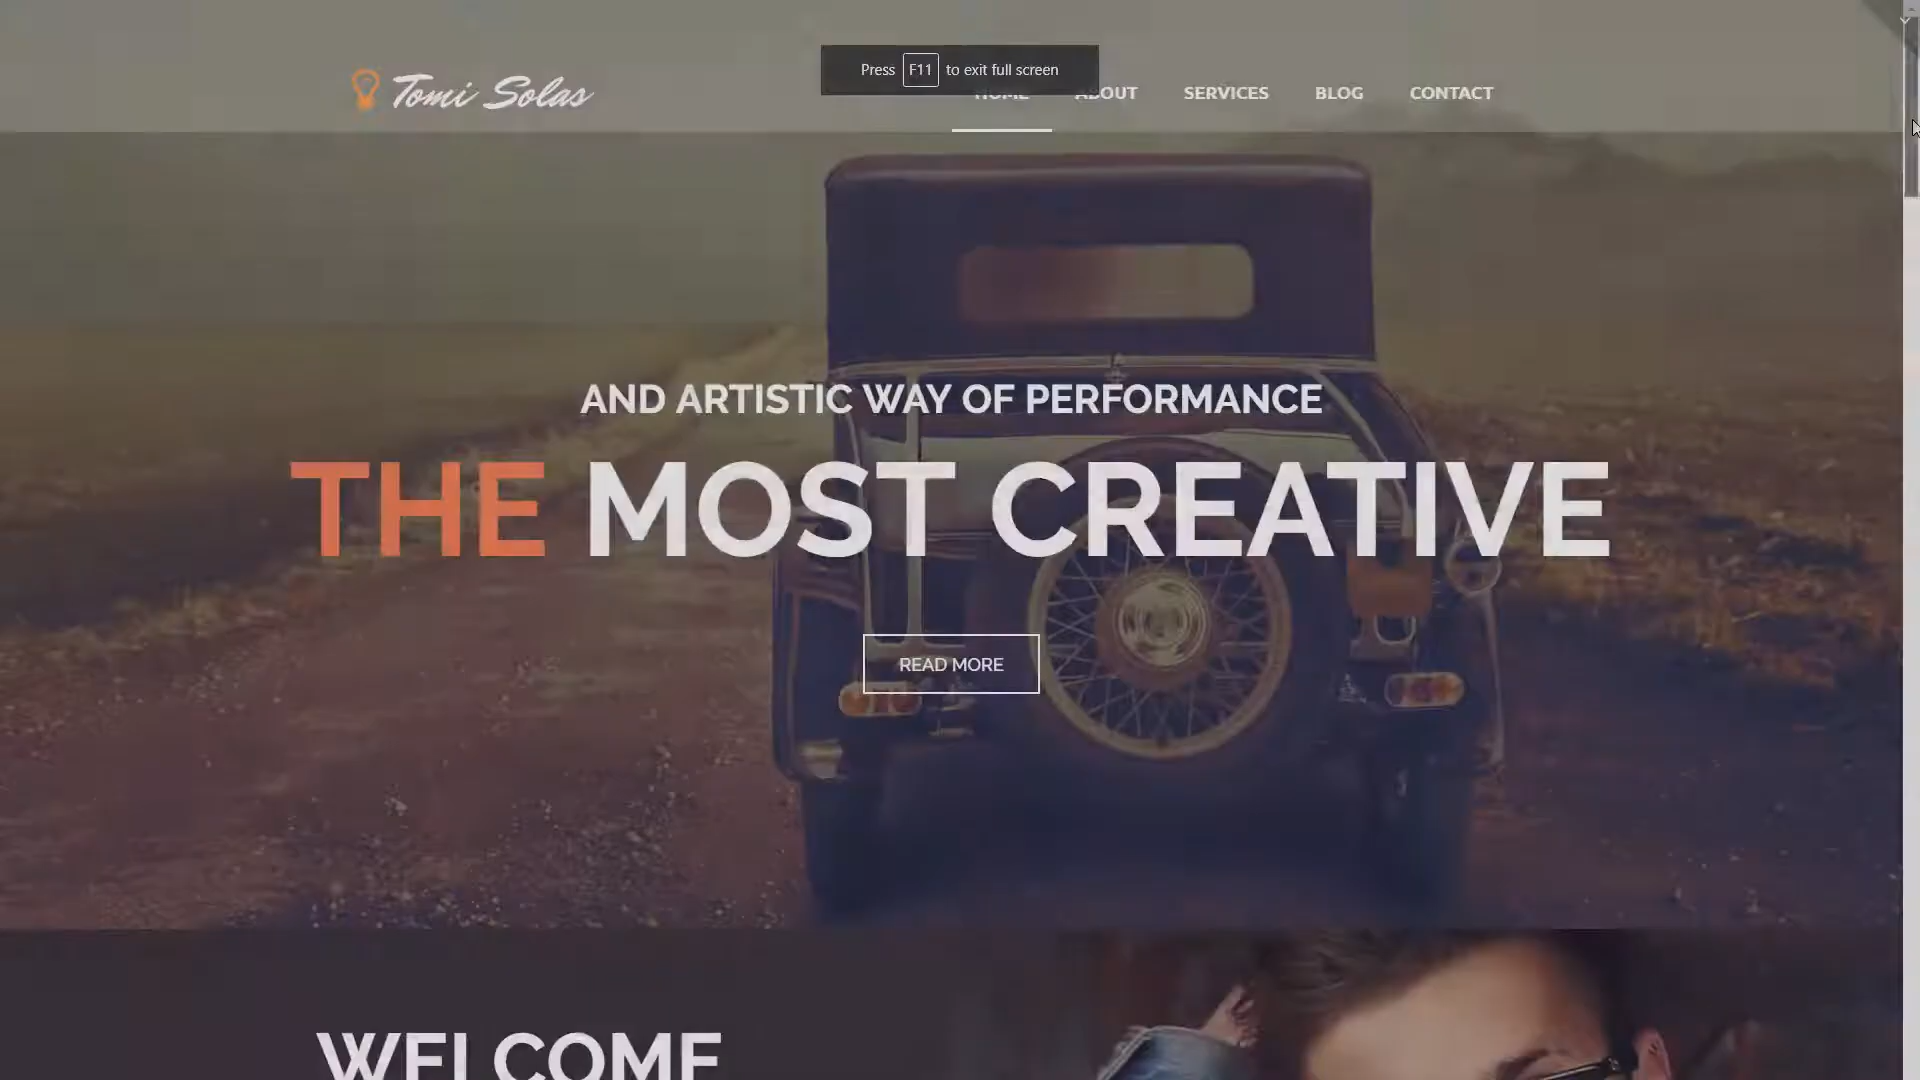 Tomi Solas
Press F11 to exit full screen
HOME ABOUT SERVICES BLOG CONTACT
AND ARTISTIC WAY OF PERFORMANCE
THE MOST CREATIVE
READ MORE
WELCOME